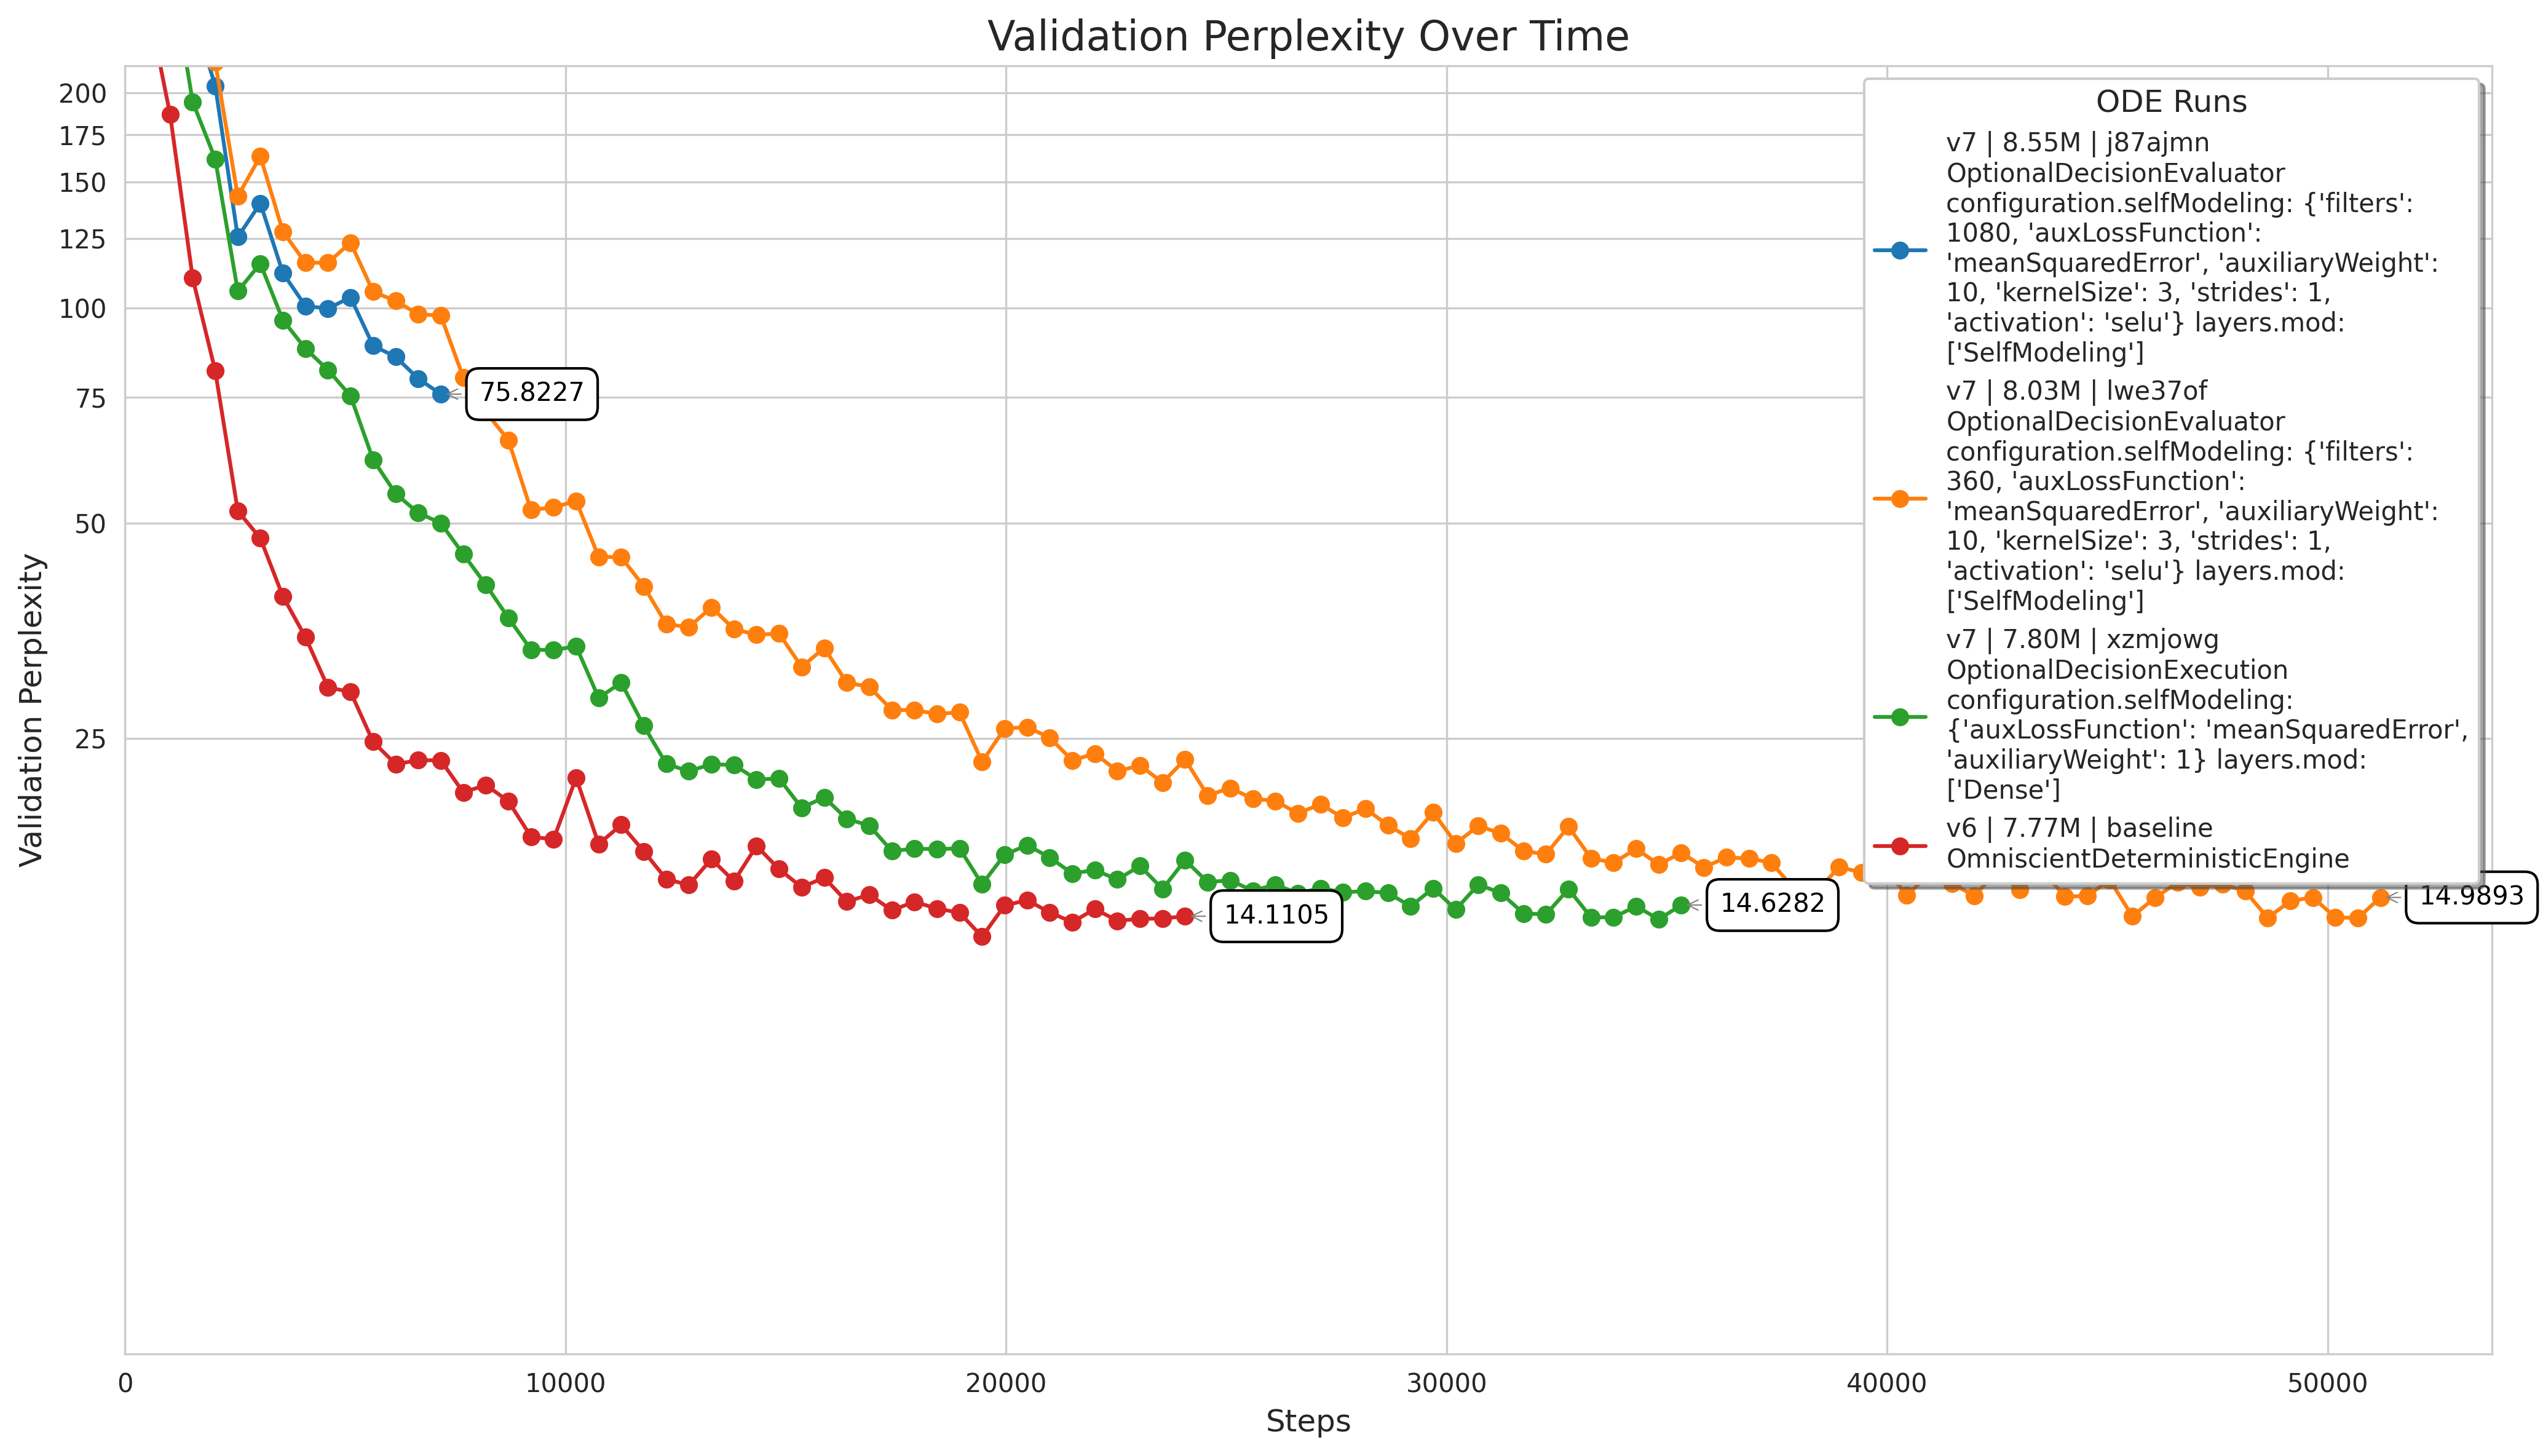 Validation Perplexity Over Time
Validation Perplexity
200
175
150
125
100
75
50
25
75.8227
14.1105
14.6282
14.9893
ODE Runs
v7 | 8.55M | j87ajmn
OptionalDecisionEvaluator
configuration.selfModeling: {'filters':
1080, 'auxLossFunction':
'meanSquaredError', 'auxiliaryWeight':
10, 'kernelSize': 3, 'strides': 1,
'activation': 'selu'} layers.mod:
['SelfModeling']
v7 | 8.03M | lwe37of
OptionalDecisionEvaluator
configuration.selfModeling: {'filters':
360, 'auxLossFunction':
'meanSquaredError', 'auxiliaryWeight':
10, 'kernelSize': 3, 'strides': 1,
'activation': 'selu'} layers.mod:
['SelfModeling']
v7 | 7.80M | xzmjowg
OptionalDecisionExecution
configuration.selfModeling:
{'auxLossFunction': 'meanSquaredError',
'auxiliaryWeight': 1} layers.mod:
['Dense']
v6 | 7.77M | baseline
OmniscientDeterministicEngine
0
10000
20000
30000
40000
50000
Steps